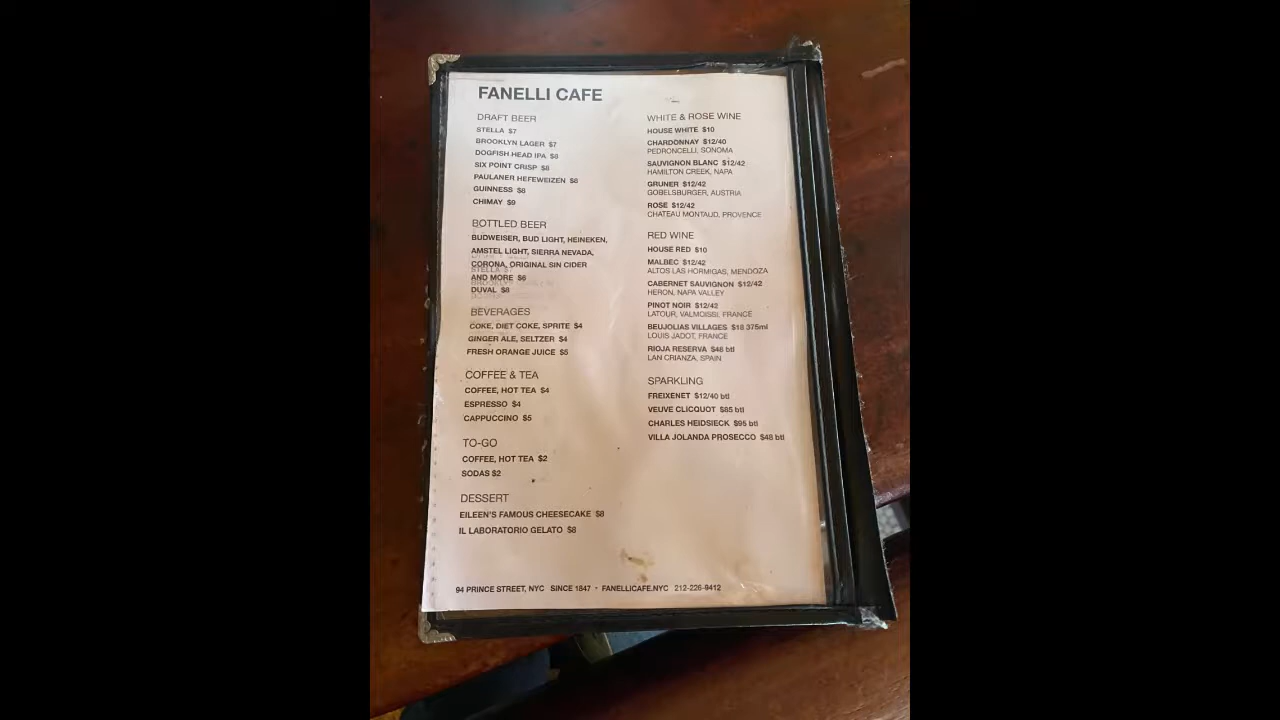 FANELLI CAFE
DRAFT BEER
STELLA $7
BROOKLYN LAGER $7
DOGFISH HEAD IPA $8
SIX POINT CRISP $8
PAULANER HEFEWEIZEN $8
GUINNESS $8
CHIMAY $9
BOTTLED BEER
BUDWEISER, BUD LIGHT, HEINEKEN,
AMSTEL LIGHT, SIERRA NEVADA,
CORONA, ORIGINAL SIN CIDER
AND MORE $6
DUVAL $8
BEVERAGES
COKE, DIET COKE, SPRITE $4
GINGER ALE, SELTZER $4
FRESH ORANGE JUICE $5
COFFEE & TEA
COFFEE, HOT TEA $4
ESPRESSO $4
CAPPUCCINO $5
TO-GO
COFFEE, HOT TEA $2
SODAS $2
DESSERT
EILEEN'S FAMOUS CHEESECAKE $8
IL LABORATORIO GELATO $8
WHITE & ROSE WINE
HOUSE WHITE $10
CHARDONNAY $12/40
PEDRONCELLI, SONOMA
SAUVIGNON BLANC $12/42
HAMILTON CREEK, NAPA
GRUNER $12/42
GOBELSBURGER, AUSTRIA
ROSE $12/42
CHATEAU MONTAUD, PROVENCE
RED WINE
HOUSE RED $10
MALBEC $12/42
ALTOS LAS HORMIGAS, MENDOZA
CABERNET SAUVIGNON $12/42
HERON, NAPA VALLEY
PINOT NOIR $12/42
LATOUR, VALMOISSI, FRANCE
BEUJOLIAS VILLAGES $18 375ml
LOUIS JADOT, FRANCE
RIOJA RESERVA $46 btl
LAN CRIANZA, SPAIN
SPARKLING
FREIXENET $12/40 btl
VEUVE CLICQUOT $85 btl
CHARLES HEIDSIECK $95 btl
VILLA JOLANDA PROSECCO $48 btl
94 PRINCE STREET, NYC SINCE 1847 • FANELLICAFE.NYC 212-226-9412